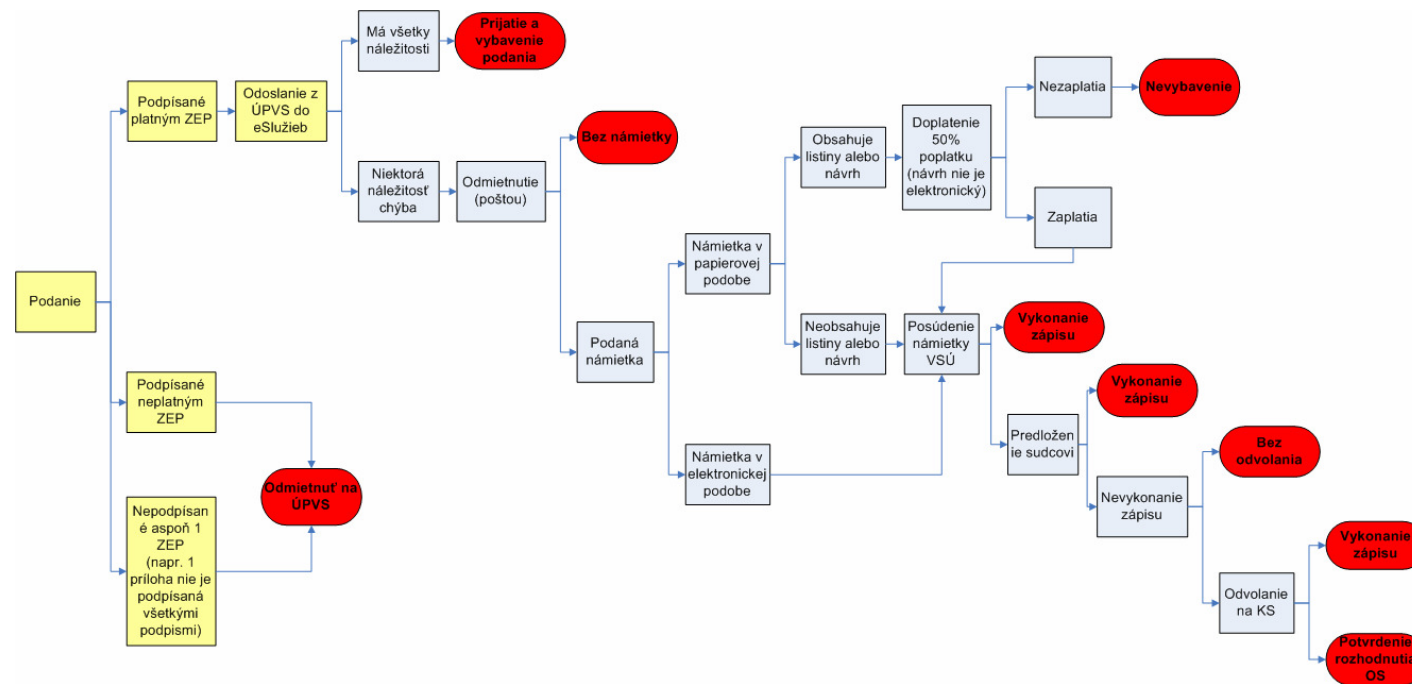 Podanie
Podpísané
platným ZEP
Odoslanie z
ÚPVS do
eSlužieb
Má všetky
náležitosti
Prijatie a
vybavenie
podania
Niektorá
náležitosť
chýba
Odmietnutie
(poštou)
Bez námietky
Podaná
námietka
Námietka v
papierovej
podobe
Obsahuje
listiny alebo
návrh
Doplatenie
50%
poplatku
(návrh nie je
elektronický)
Nezaplatia
Nevybavenie
Zaplatia
Neobsahuje
listiny alebo
návrh
Posúdenie
námietky
VSÚ
Vykonanie
zápisu
Námietka v
elektronickej
podobe
Predložen
ie sudcovi
Vykonanie
zápisu
Nevykonanie
zápisu
Bez
odvolania
Odvolanie
na KS
Vykonanie
zápisu
Potvrdenie
rozhodnutia
OS
Podpísané
neplatným
ZEP
Odmietnuť na
ÚPVS
Nepodpísan
é aspoň 1
ZEP
(napr. 1
príloha nie je
podpísaná
všetkými
podpismi)